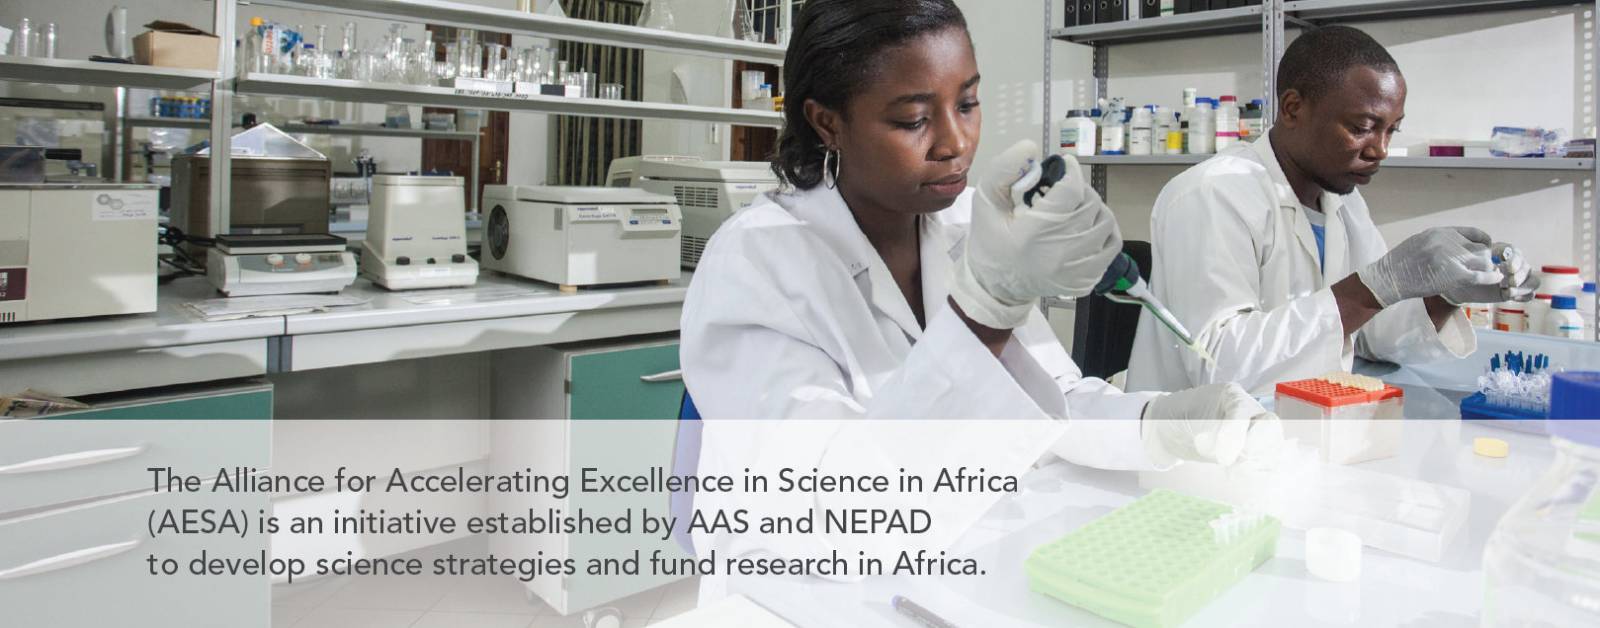 The Alliance for Accelerating Excellence in Science in Africa
(AESA) is an initiative established by AAS and NEPAD
to develop science strategies and fund research in Africa.